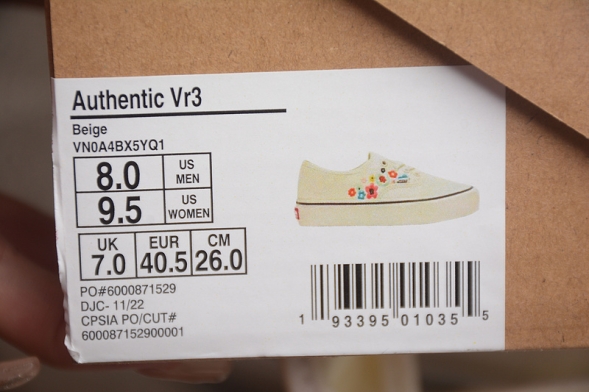 Authentic Vr3
Beige
VN0A4BX5YQ1
8.0 US MEN
9.5 US WOMEN
UK EUR CM
7.0 40.5 26.0
PO#6000871529
DJC- 11/22
CPSIA PO/CUT#
600087152900001
1 93395 01035 5